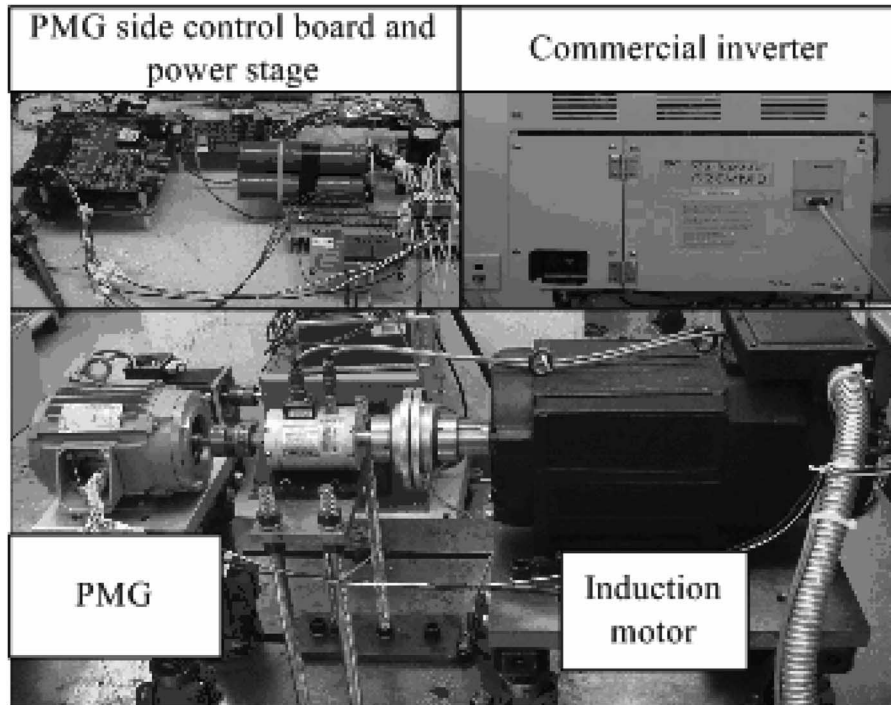 PMG side control board and
power stage
Commercial inverter
PMG
Induction
motor